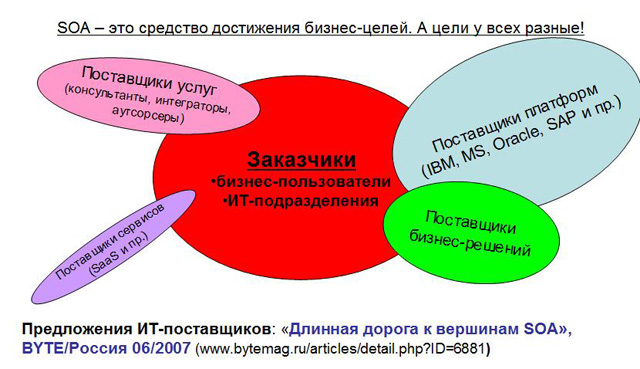 SOA – это средство достижения бизнес-целей. А цели у всех разные!
Поставщики услуг
(консультанты, интеграторы,
аутсорсеры)
Поставщики платформ
(IBM, MS, Oracle, SAP и пр.)
Заказчики
•бизнес-пользователи
•ИТ-подразделения
Поставщики сервисов
(SaaS и пр.)
Поставщики
бизнес-решений
Предложения ИТ-поставщиков: «Длинная дорога к вершинам SOA»,
BYTE/Россия 06/2007 (www.bytemag.ru/articles/detail.php?ID=6881)